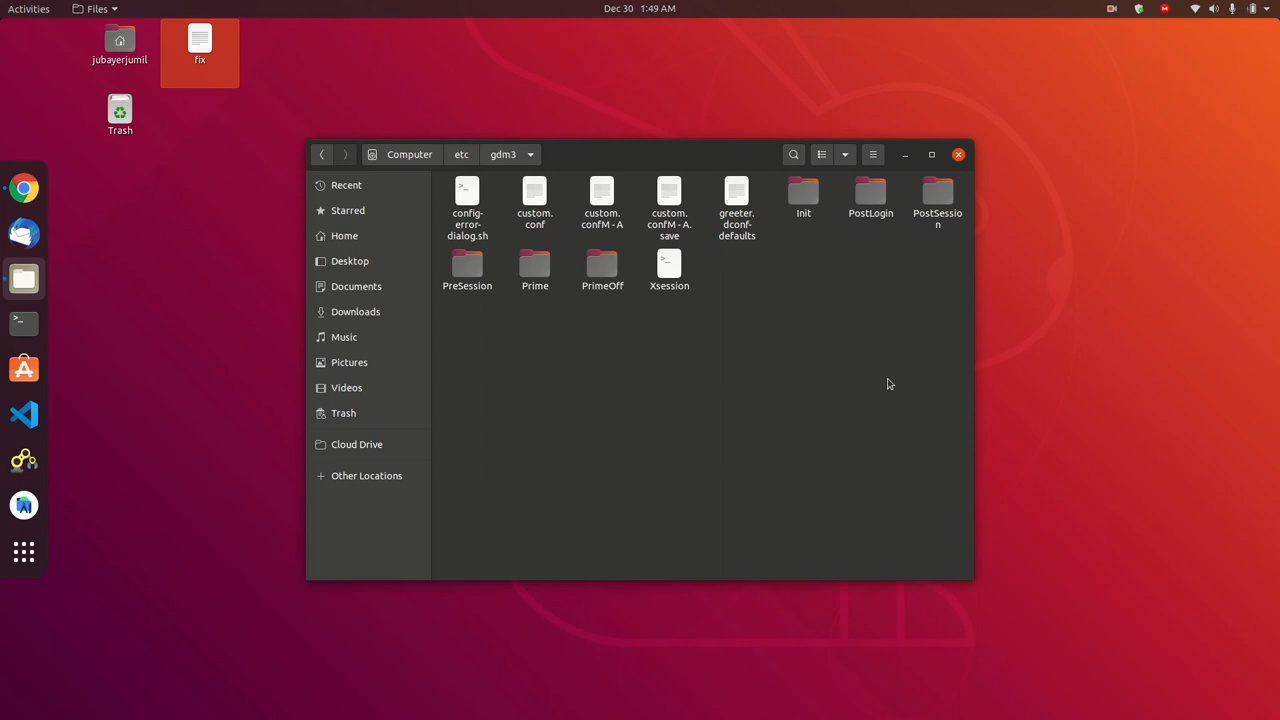 Activities
Files
Dec 30 1:49 AM
jubayerjumil
fix
Trash
Computer
etc
gdm3
Recent
Starred
Home
Desktop
Documents
Downloads
Music
Pictures
Videos
Trash
Cloud Drive
+ Other Locations
config-
error-
dialog.sh
custom.
conf
custom.
confM - A
custom.
confM - A.
save
greeter.
dconf-
defaults
Init
PostLogin
PostSessio
n
PreSession
Prime
PrimeOff
Xsession